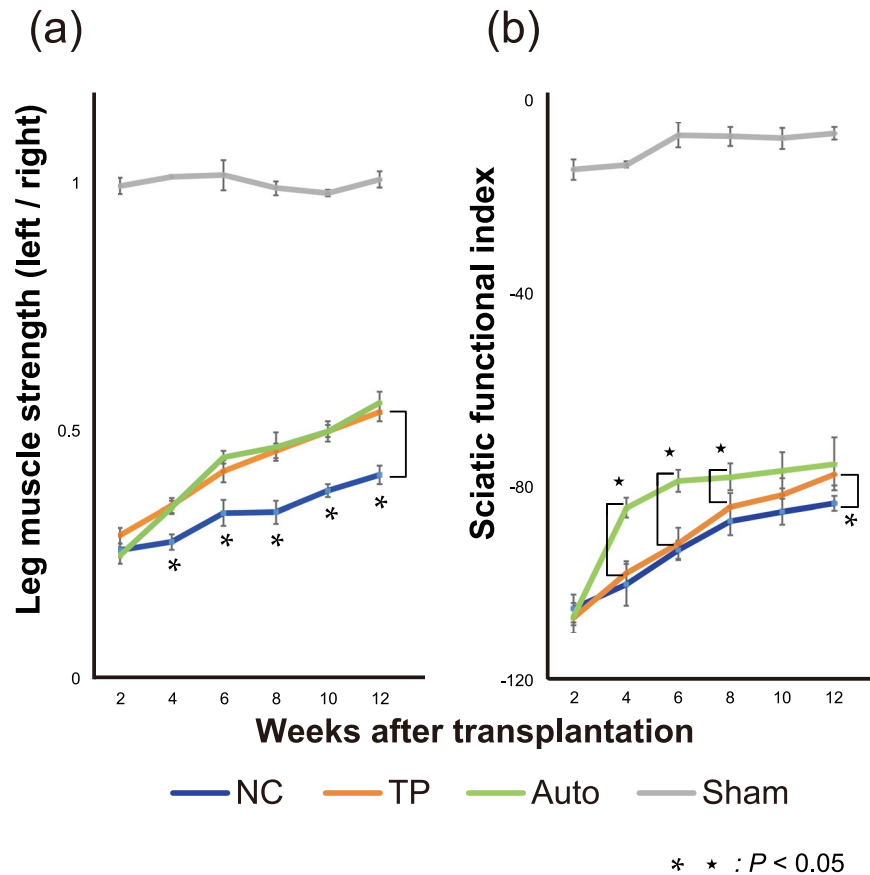 (a)
(b)
Leg muscle strength (left / right)
1
0.5
0
2 4 6 8 10 12
* * * * *
Sciatic functional index
0
-40
-80
-120
2 4 6 8 10 12
★ ★ ★
*
Weeks after transplantation
NC TP Auto Sham
* ★ : P < 0.05